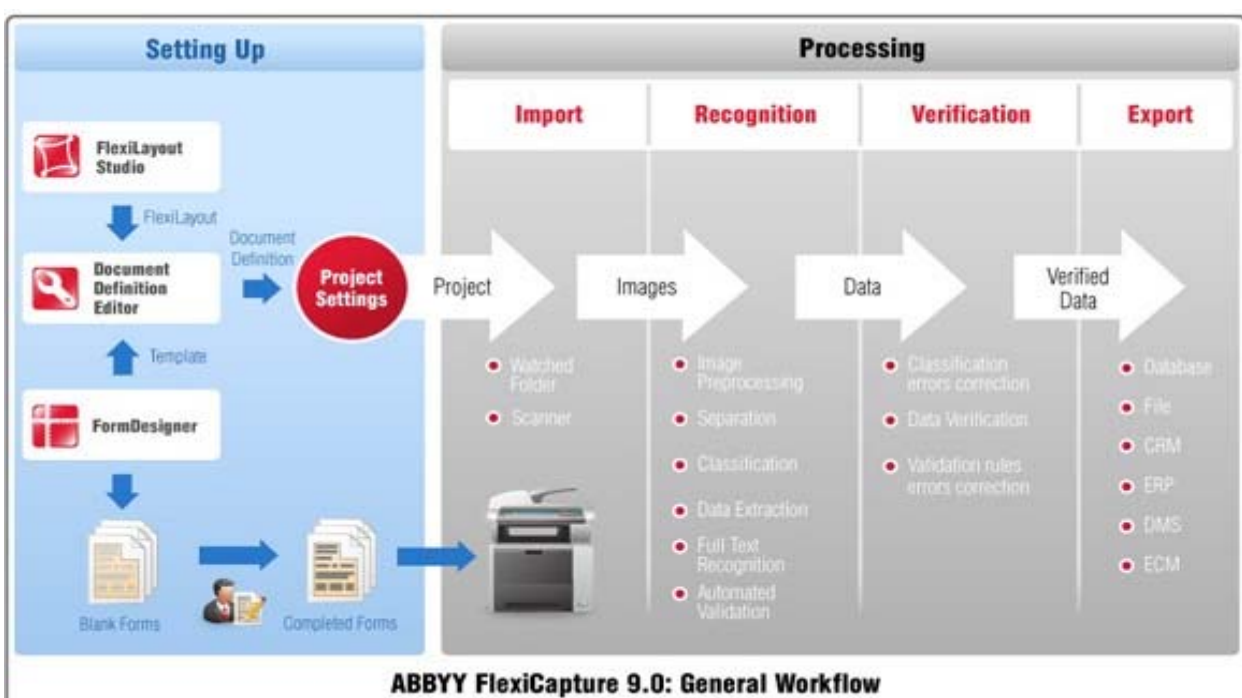 Setting Up
Processing
Import
Recognition
Verification
Export
FlexiLayout
Studio
FlexiLayout
Document
Definition
Document
Definition
Editor
Project
Settings
Project
Images
Data
Verified
Data
Template
FormDesigner
Blank Forms
Completed Forms
Watched
Folder
Scanner
Image
Preprocessing
Separation
Classification
Data Extraction
Full Text
Recognition
Automated
Validation
Classification
errors correction
Data Verification
Validation rules
errors correction
Database
File
CRM
ERP
DMS
ECM
ABBYY FlexiCapture 9.0: General Workflow